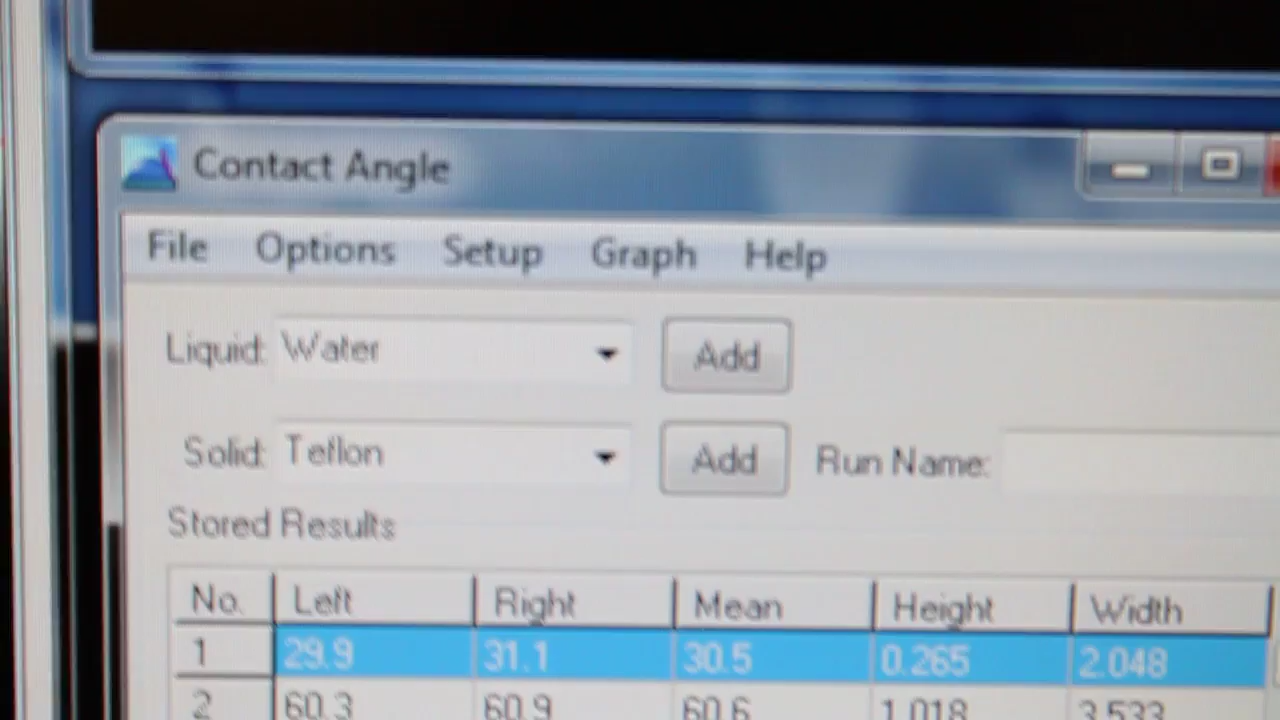 Contact Angle
File Options Setup Graph Help
Liquid: Water Add
Solid: Teflon Add Run Name:
Stored Results
No. Left Right Mean Height Width
1 29.9 31.1 30.5 0.265 2.048
2 60.3 60.9 60.6 1.018 3.533